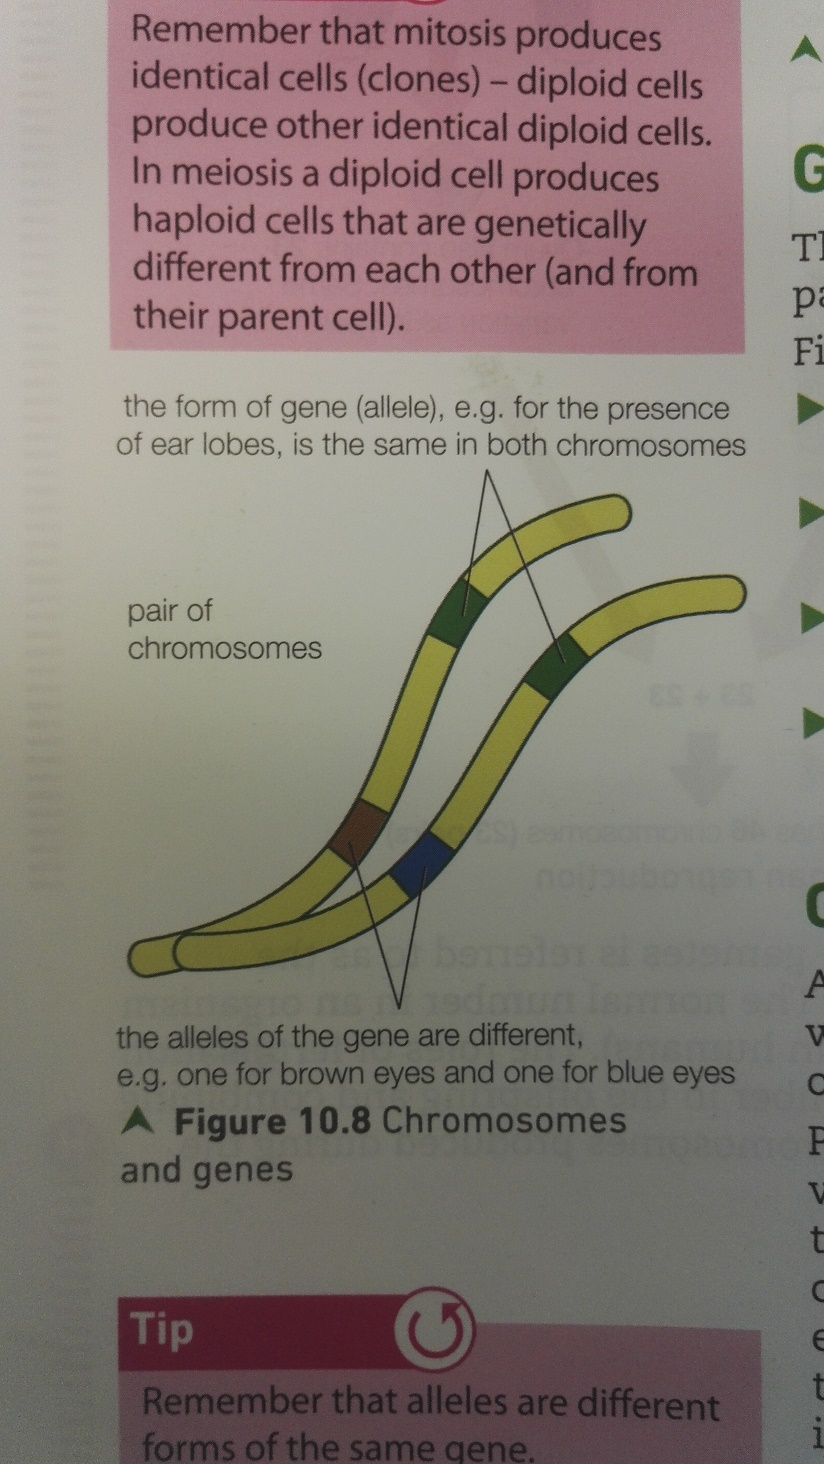 Remember that mitosis produces
identical cells (clones) – diploid cells
produce other identical diploid cells.
In meiosis a diploid cell produces
haploid cells that are genetically
different from each other (and from
their parent cell).
the form of gene (allele), e.g. for the presence
of ear lobes, is the same in both chromosomes
pair of
chromosomes
the alleles of the gene are different,
e.g. one for brown eyes and one for blue eyes
Figure 10.8 Chromosomes
and genes
Tip
Remember that alleles are different
forms of the same gene.